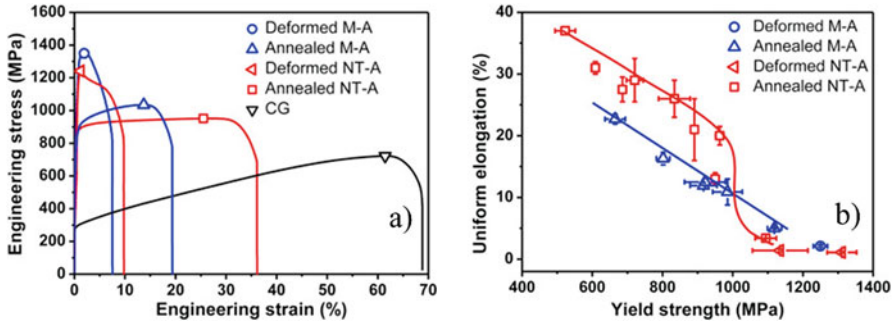 Engineering stress (MPa)
1600
1400
1200
1000
800
600
400
200
0
0 10 20 30 40 50 60 70
Engineering strain (%)
Deformed M-A
Annealed M-A
Deformed NT-A
Annealed NT-A
CG
a)
Uniform elongation (%)
40
30
20
10
0
400 600 800 1000 1200 1400
Yield strength (MPa)
Deformed M-A
Annealed M-A
Deformed NT-A
Annealed NT-A
b)